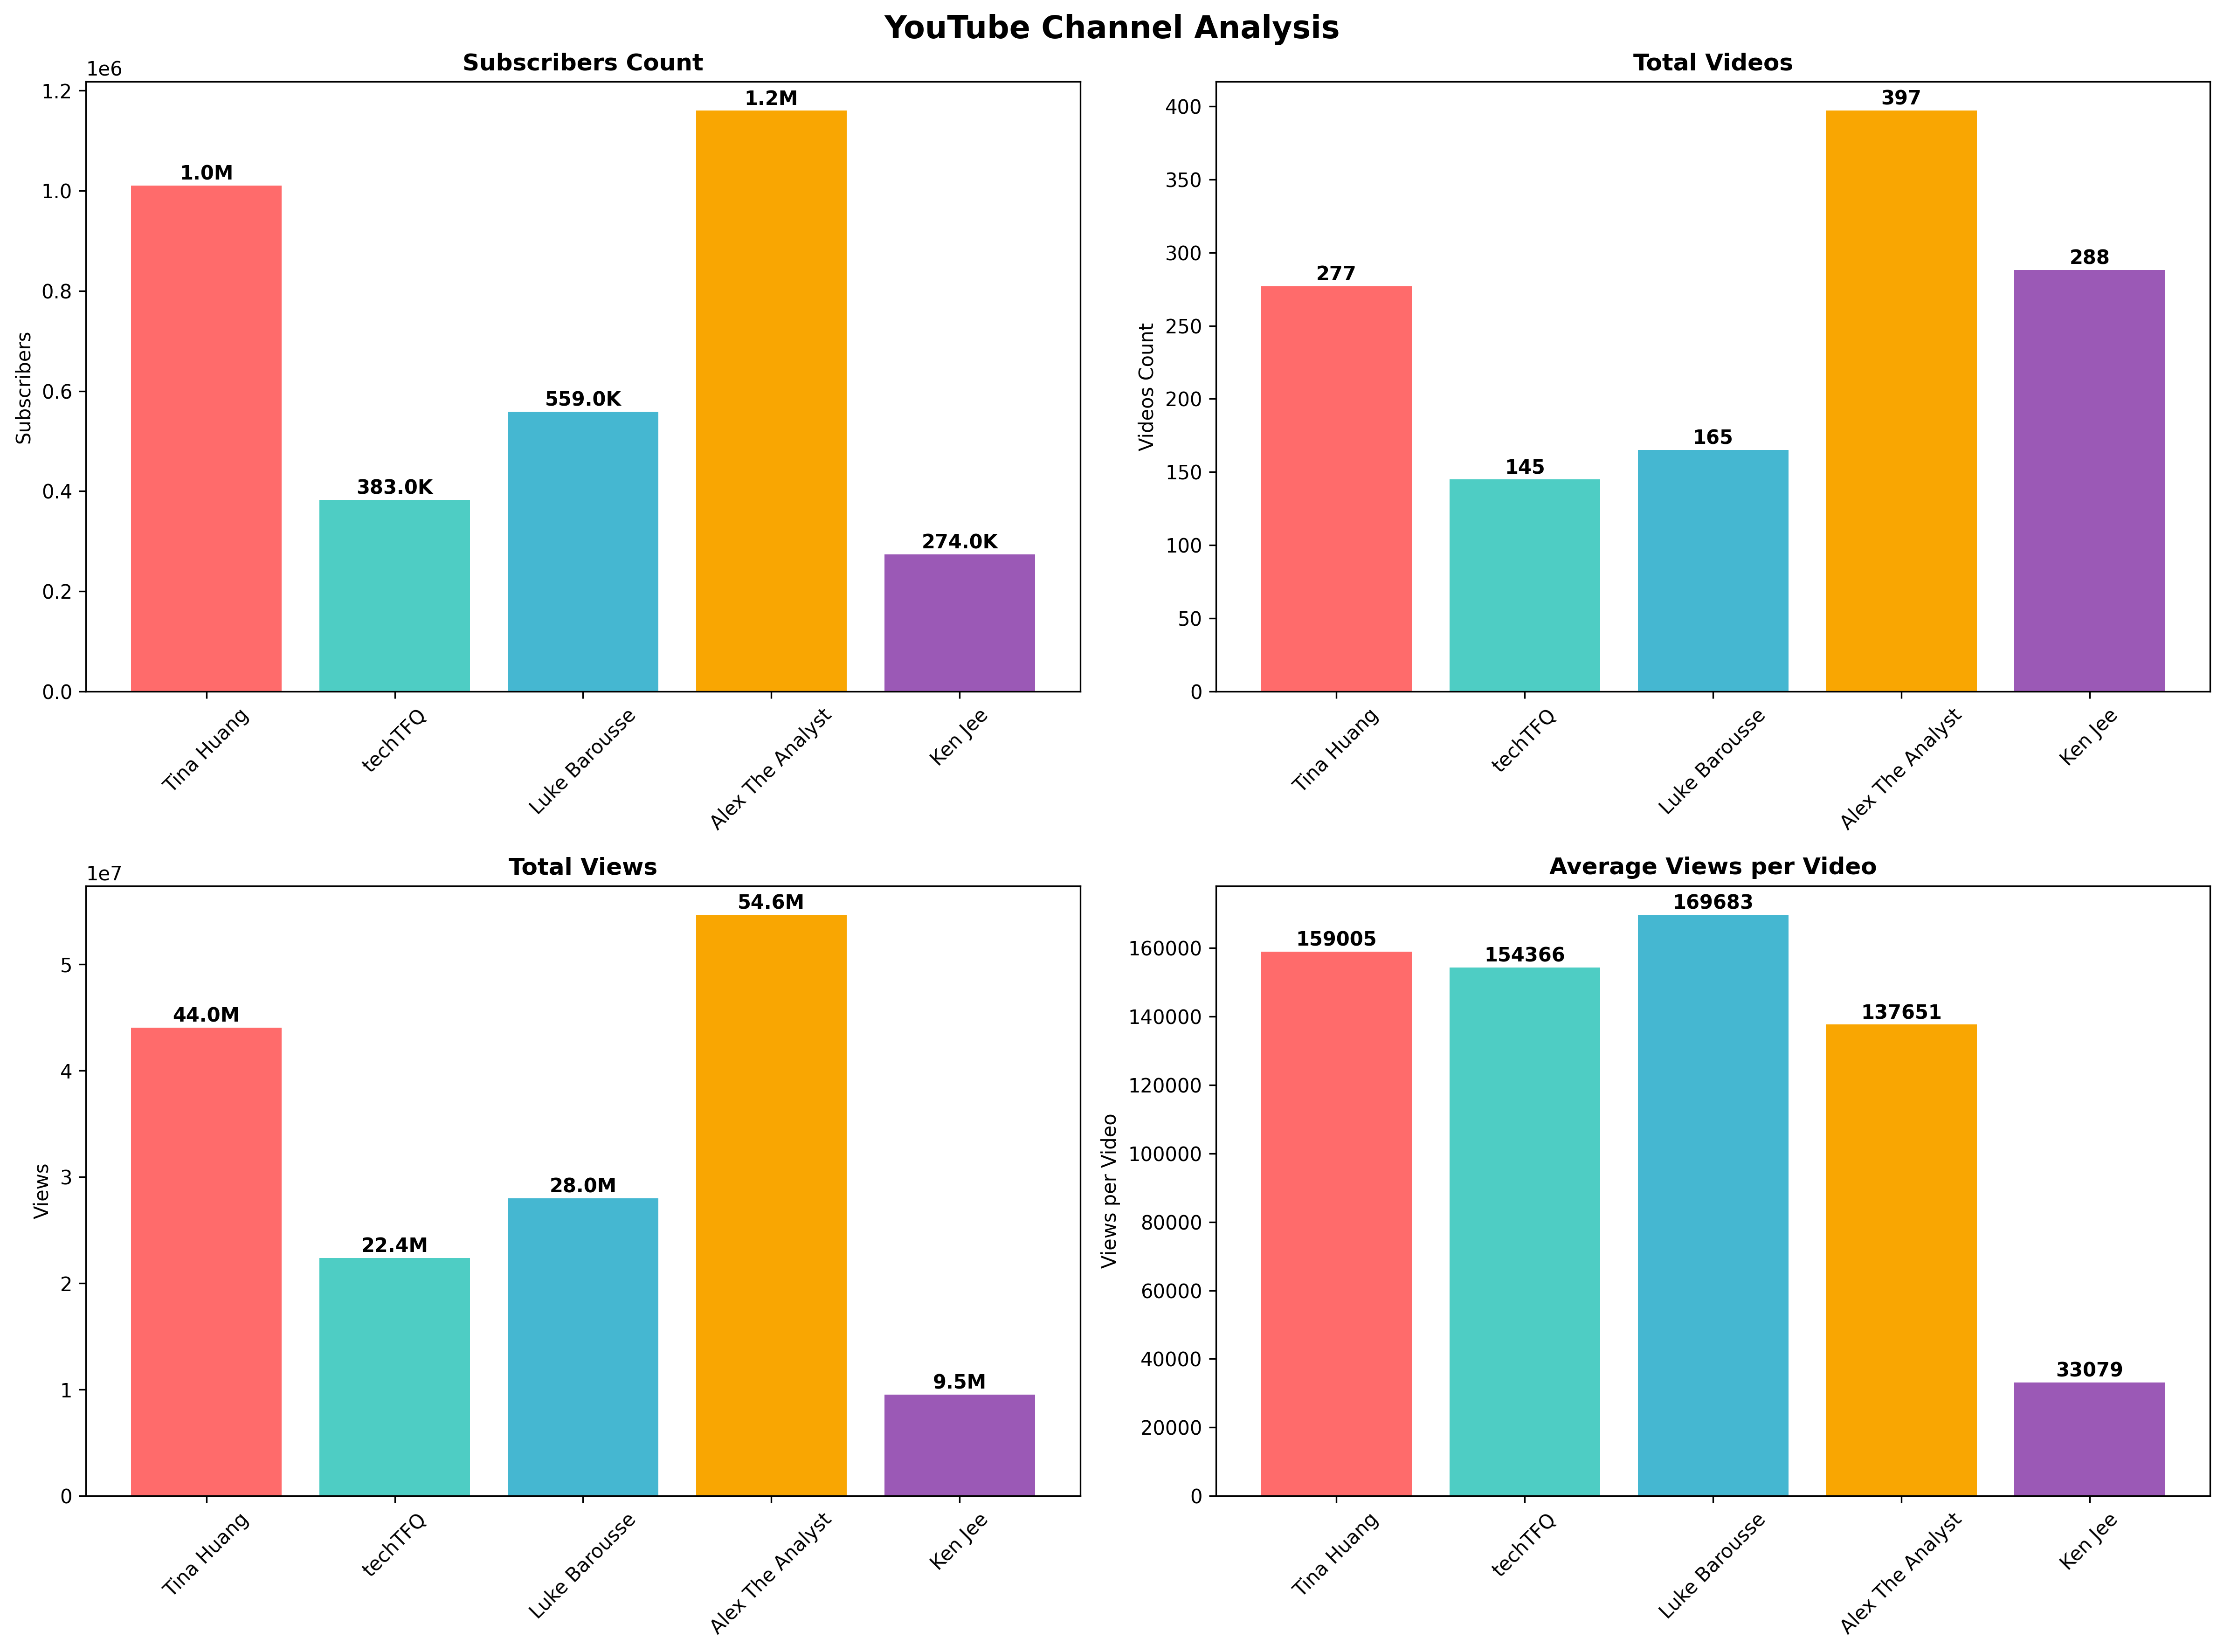 YouTube Channel Analysis
Subscribers Count
1e6
1.2
1.0
0.8
0.6
0.4
0.2
0.0
Subscribers
1.0M
383.0K
559.0K
1.2M
274.0K
Tina Huang
techTFQ
Luke Barousse
Alex The Analyst
Ken Jee
Total Videos
400
350
300
250
200
150
100
50
0
Videos Count
277
145
165
397
288
Tina Huang
techTFQ
Luke Barousse
Alex The Analyst
Ken Jee
Total Views
1e7
5
4
3
2
1
0
Views
44.0M
22.4M
28.0M
54.6M
9.5M
Tina Huang
techTFQ
Luke Barousse
Alex The Analyst
Ken Jee
Average Views per Video
160000
140000
120000
100000
80000
60000
40000
20000
0
Views per Video
159005
154366
169683
137651
33079
Tina Huang
techTFQ
Luke Barousse
Alex The Analyst
Ken Jee